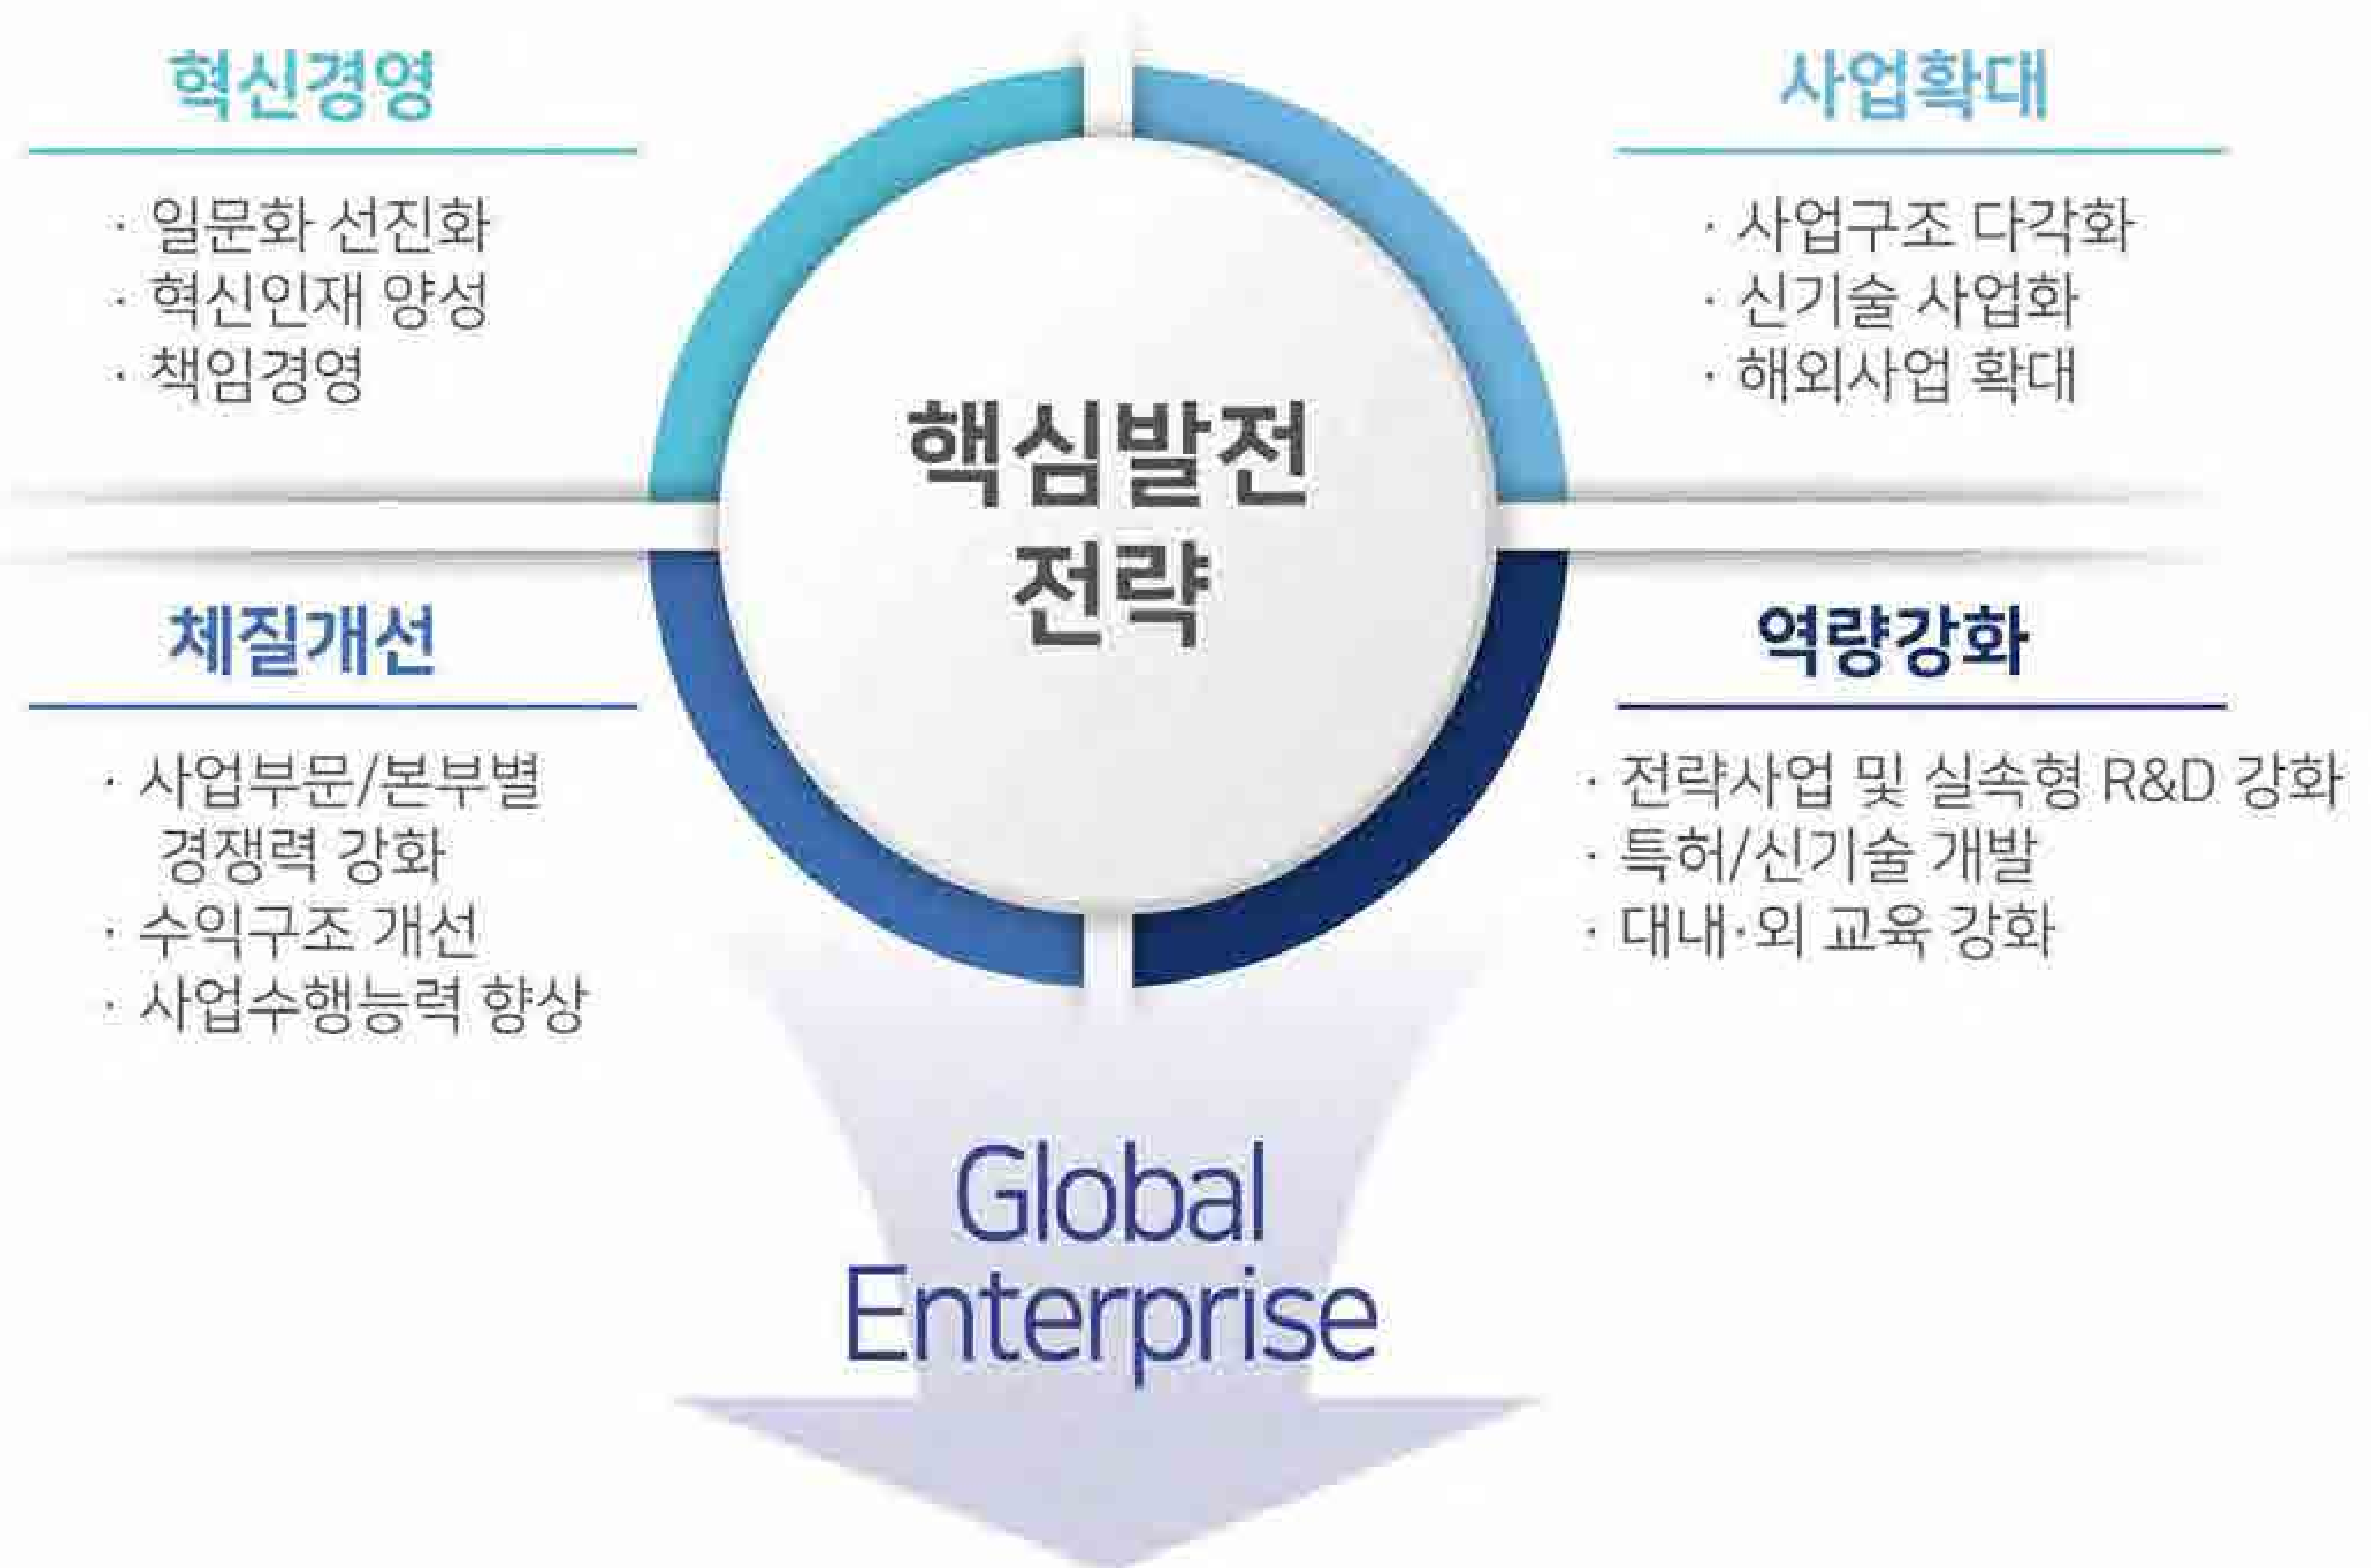 혁신경영
· 일문화 선진화
· 혁신인재 양성
· 책임경영
사업확대
· 사업구조 다각화
· 신기술 사업화
· 해외사업 확대
핵심발전
전략
체질개선
· 사업부문/본부별
경쟁력 강화
· 수익구조 개선
· 사업수행능력 향상
역량강화
· 전략사업 및 실속형 R&D 강화
· 특허/신기술 개발
· 대내·외 교육 강화
Global
Enterprise